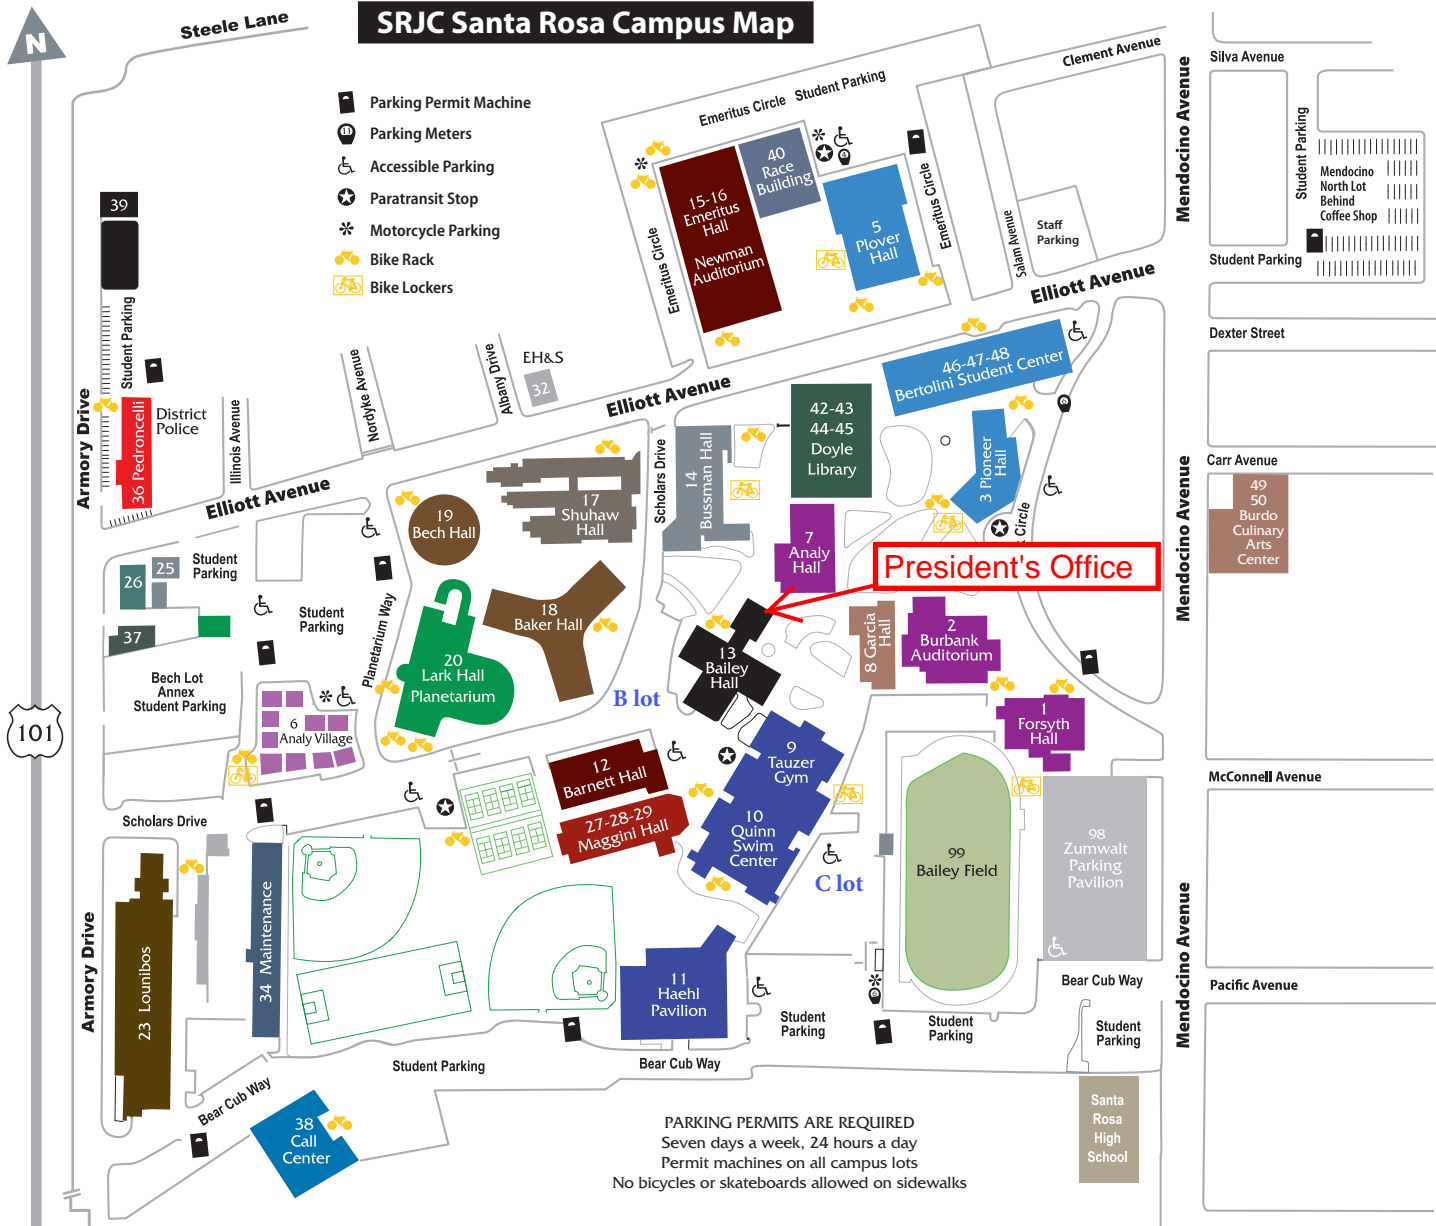 SRJC Santa Rosa Campus Map
N
Steele Lane
Parking Permit Machine
Parking Meters
Accessible Parking
Paratransit Stop
Motorcycle Parking
Bike Rack
Bike Lockers
Emeritus Circle Student Parking
Clement Avenue
Mendocino Avenue
Silva Avenue
Student Parking
Mendocino
North Lot
Behind
Coffee Shop
Student Parking
Dexter Street
40
Race
Building
15-16
Emeritus
Hall
Newman
Auditorium
5
Plover
Hall
Emeritus Circle
Emeritus Circle
Salam Avenue
Staff
Parking
Elliott Avenue
39
Student Parking
Armory Drive
36 Pedroncelli
District
Police
Illinois Avenue
Nordyke Avenue
Albany Drive
EH&S
32
Elliott Avenue
Elliott Avenue
46-47-48
Bertolini Student Center
42-43
44-45
Doyle
Library
3 Pioneer
Hall
Circle
Scholars Drive
14
Bussman Hall
17
Shuhaw
Hall
19
Bech Hall
7
Analy
Hall
President's Office
Mendocino Avenue
Carr Avenue
49
50
Burdo
Culinary
Arts
Center
Student
Parking
25
26
37
Student
Parking
Planetarium Way
18
Baker Hall
20
Lark Hall
Planetarium
13
Bailey
Hall
8 Garcia
Hall
2
Burbank
Auditorium
1
Forsyth
Hall
Bech Lot
Annex
Student Parking
6
Analy Village
101
B lot
9
Tauzer
Gym
12
Barnett Hall
27-28-29
Maggini Hall
10
Quinn
Swim
Center
C lot
99
Bailey Field
98
Zumwalt
Parking
Pavilion
McConnell Avenue
Scholars Drive
Armory Drive
23 Lounibos
34 Maintenance
11
Haehl
Pavilion
Mendocino Avenue
Bear Cub Way
Pacific Avenue
Student
Parking
Student
Parking
Student
Parking
Student Parking
Bear Cub Way
Bear Cub Way
38
Call
Center
Santa
Rosa
High
School
PARKING PERMITS ARE REQUIRED
Seven days a week, 24 hours a day
Permit machines on all campus lots
No bicycles or skateboards allowed on sidewalks